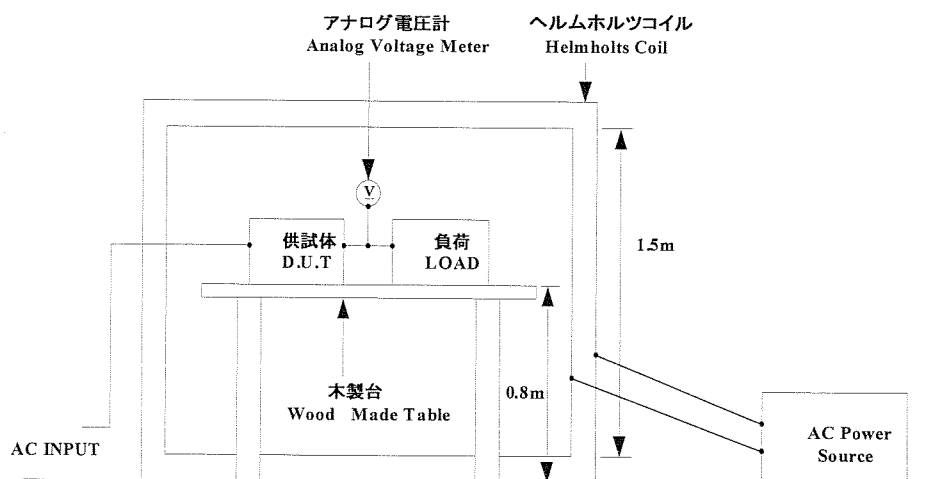 アナログ電圧計
Analog Voltage Meter
ヘルムホルツコイル
Helmholts Coil
V
供試体
D.U.T
負荷
LOAD
1.5m
木製台
Wood Made Table
0.8m
AC INPUT
AC Power
Source